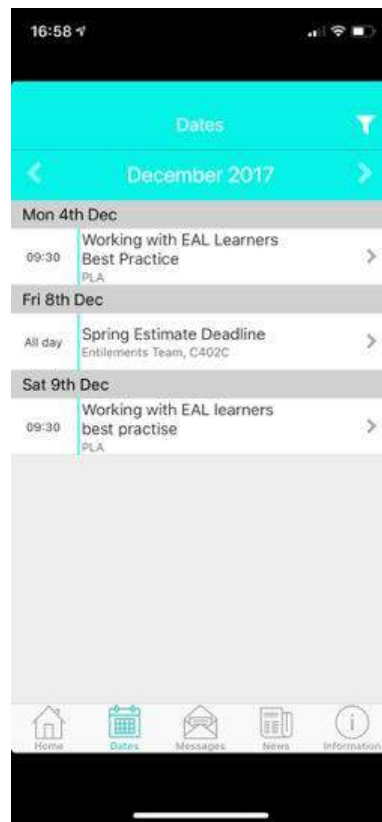 16:58
Dates
December 2017
Mon 4th Dec
09:30
Working with EAL Learners
Best Practice
PLA
Fri 8th Dec
All day
Spring Estimate Deadline
Entilements Team, C402C
Sat 9th Dec
09:30
Working with EAL learners
best practise
PLA
Home Dates Messages News Information